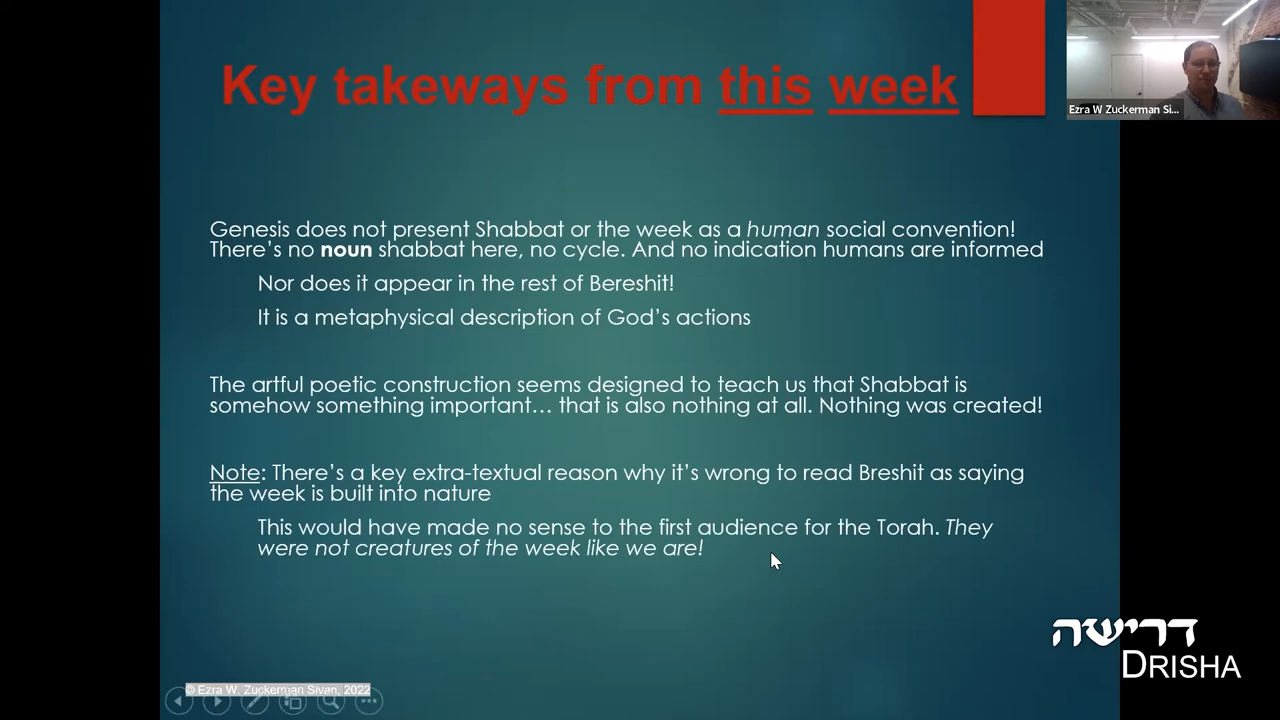 Key takeways from this week
Ezra W Zuckerman Si...
Genesis does not present Shabbat or the week as a human social convention!
There's no noun shabbat here, no cycle. And no indication humans are informed
Nor does it appear in the rest of Bereshit!
It is a metaphysical description of God's actions
The artful poetic construction seems designed to teach us that Shabbat is
somehow something important… that is also nothing at all. Nothing was created!
Note: There's a key extra-textual reason why it's wrong to read Breshit as saying
the week is built into nature
This would have made no sense to the first audience for the Torah. They
were not creatures of the week like we are!
דרישה
DRISHA
© Ezra W. Zuckerman Sivan, 2022